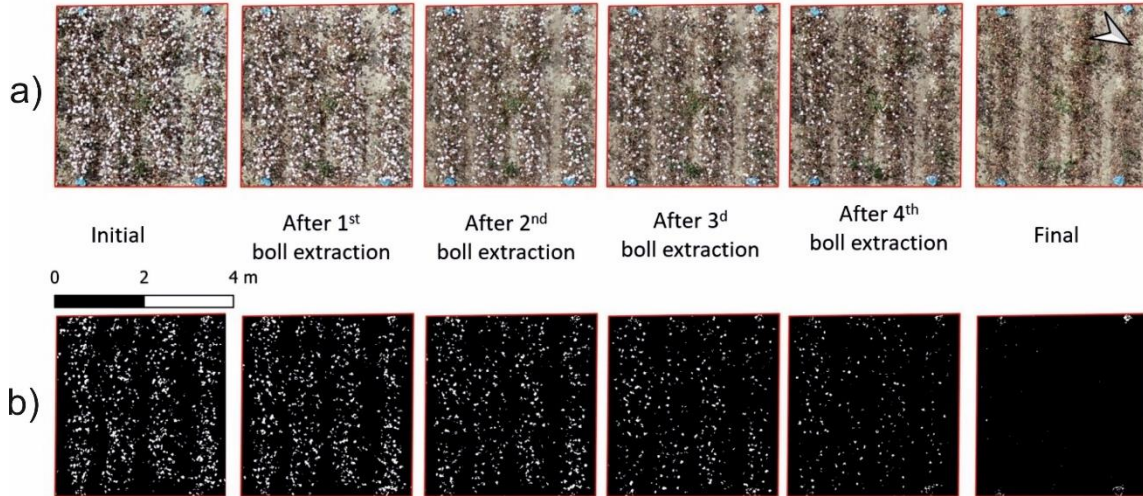 a)
Initial
After 1st
boll extraction
After 2nd
boll extraction
After 3d
boll extraction
After 4th
boll extraction
Final
0 2 4 m
b)